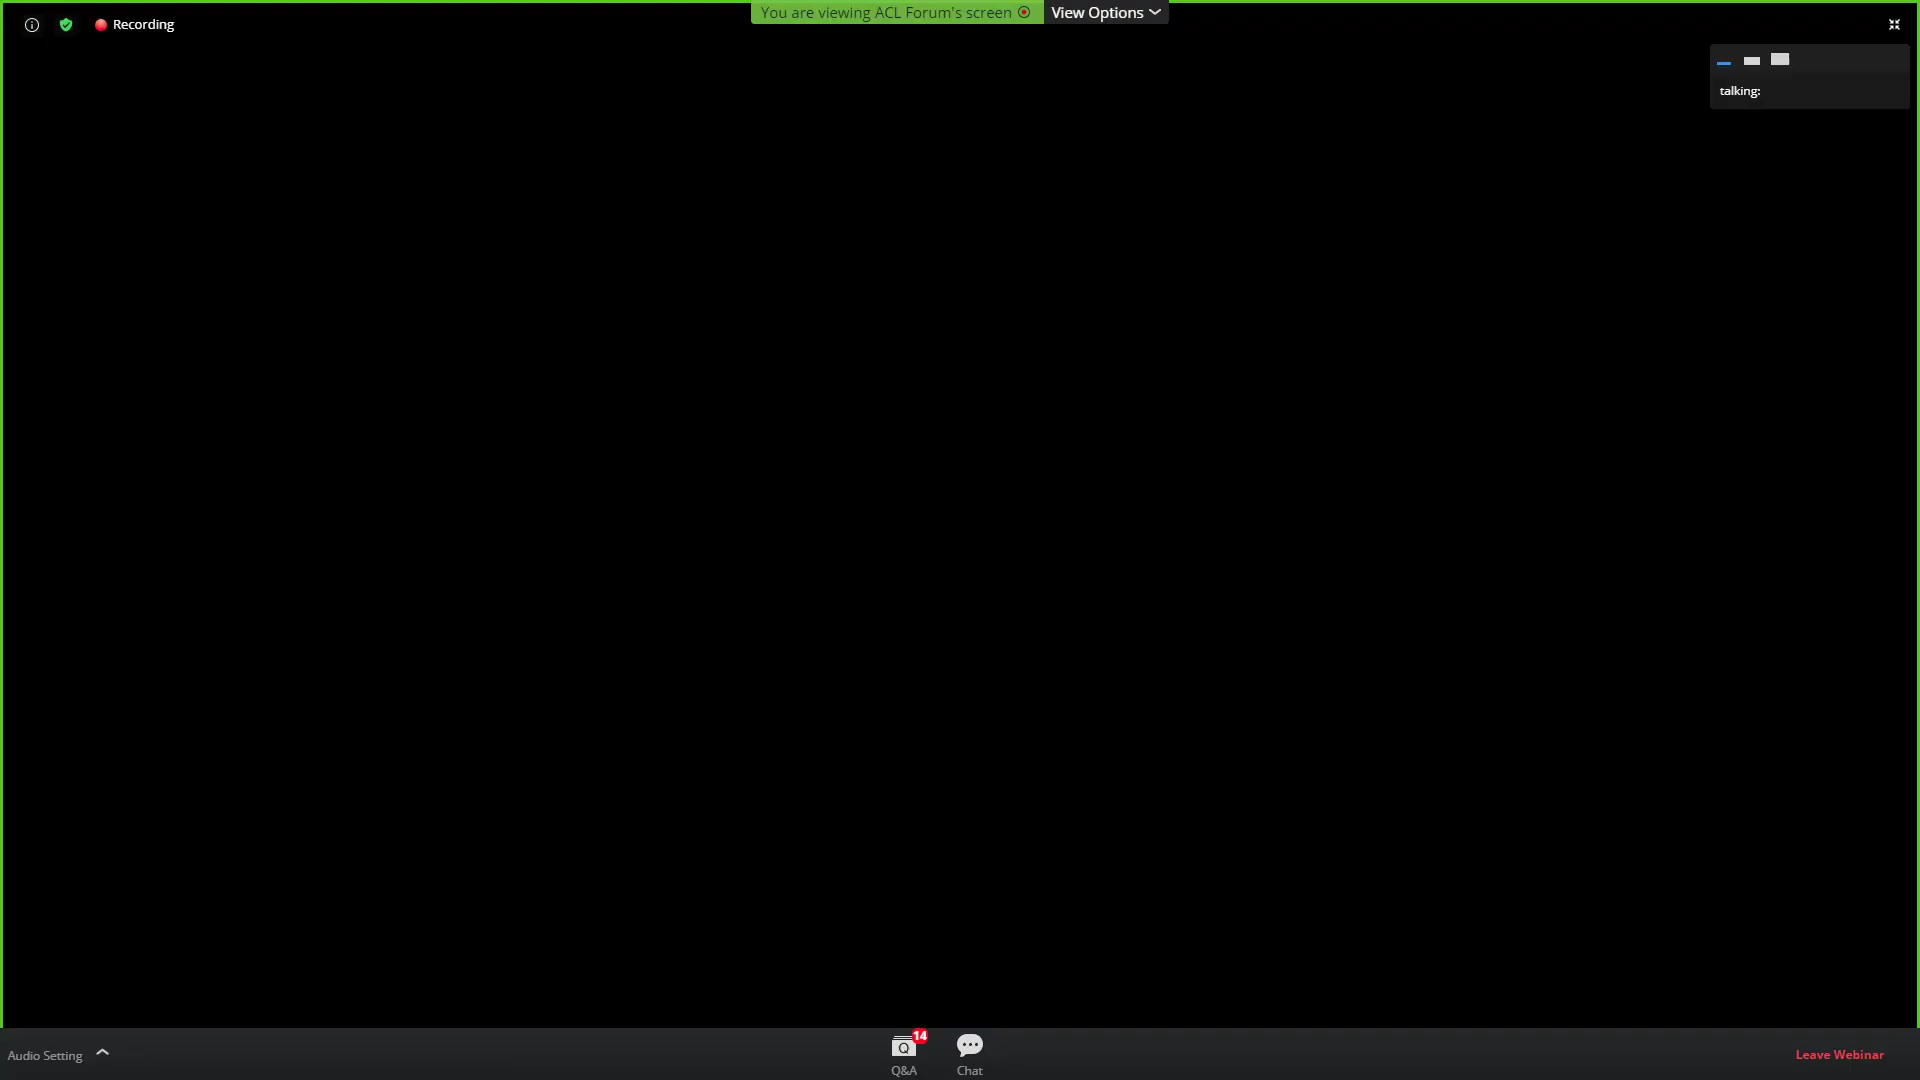 Recording
You are viewing ACL Forum's screen
View Options
talking:
Audio Setting
14
Q&A
Chat
Leave Webinar